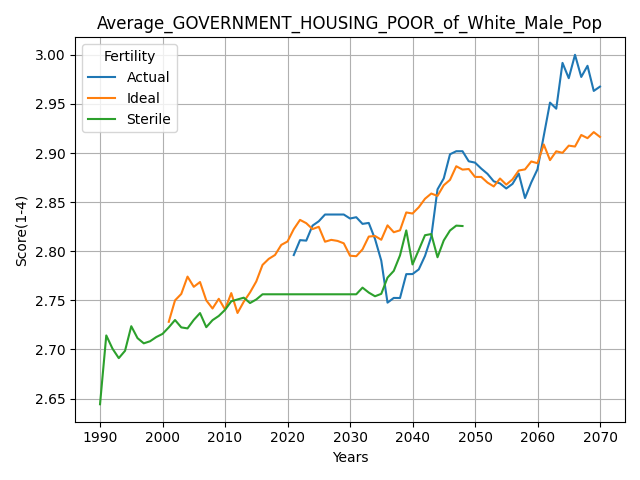 Average_GOVERNMENT_HOUSING_POOR_of_White_Male_Pop
Fertility
Actual
Ideal
Sterile
Score(1-4)
3.00
2.95
2.90
2.85
2.80
2.75
2.70
2.65
1990 2000 2010 2020 2030 2040 2050 2060 2070
Years